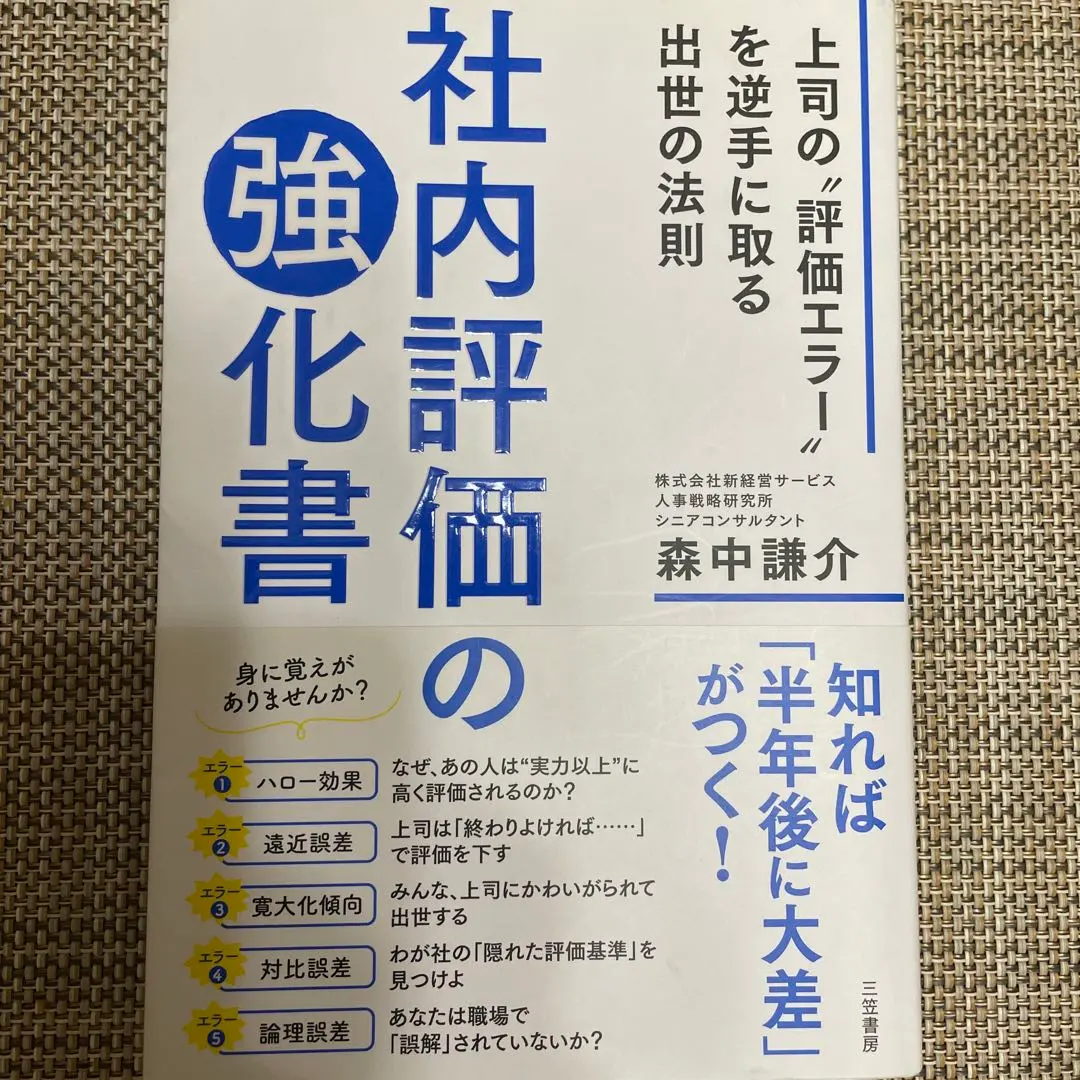 上司の〝評価エラー〟
を逆手に取る
出世の法則
社内評価の
強化書
株式会社新経営サービス
人事戦略研究所
シニアコンサルタント
森中謙介
知れば
「半年後に大差」
がつく!
身に覚えが
ありませんか?
エラー1 ハロー効果
なぜ、あの人は“実力以上”に
高く評価されるのか?
エラー2 遠近誤差
上司は「終わりよければ……」
で評価を下す
エラー3 寛大化傾向
みんな、上司にかわいがられて
出世する
エラー4 対比誤差
わが社の「隠れた評価基準」を
見つけよ
エラー5 論理誤差
あなたは職場で
「誤解」されていないか?
三笠書房